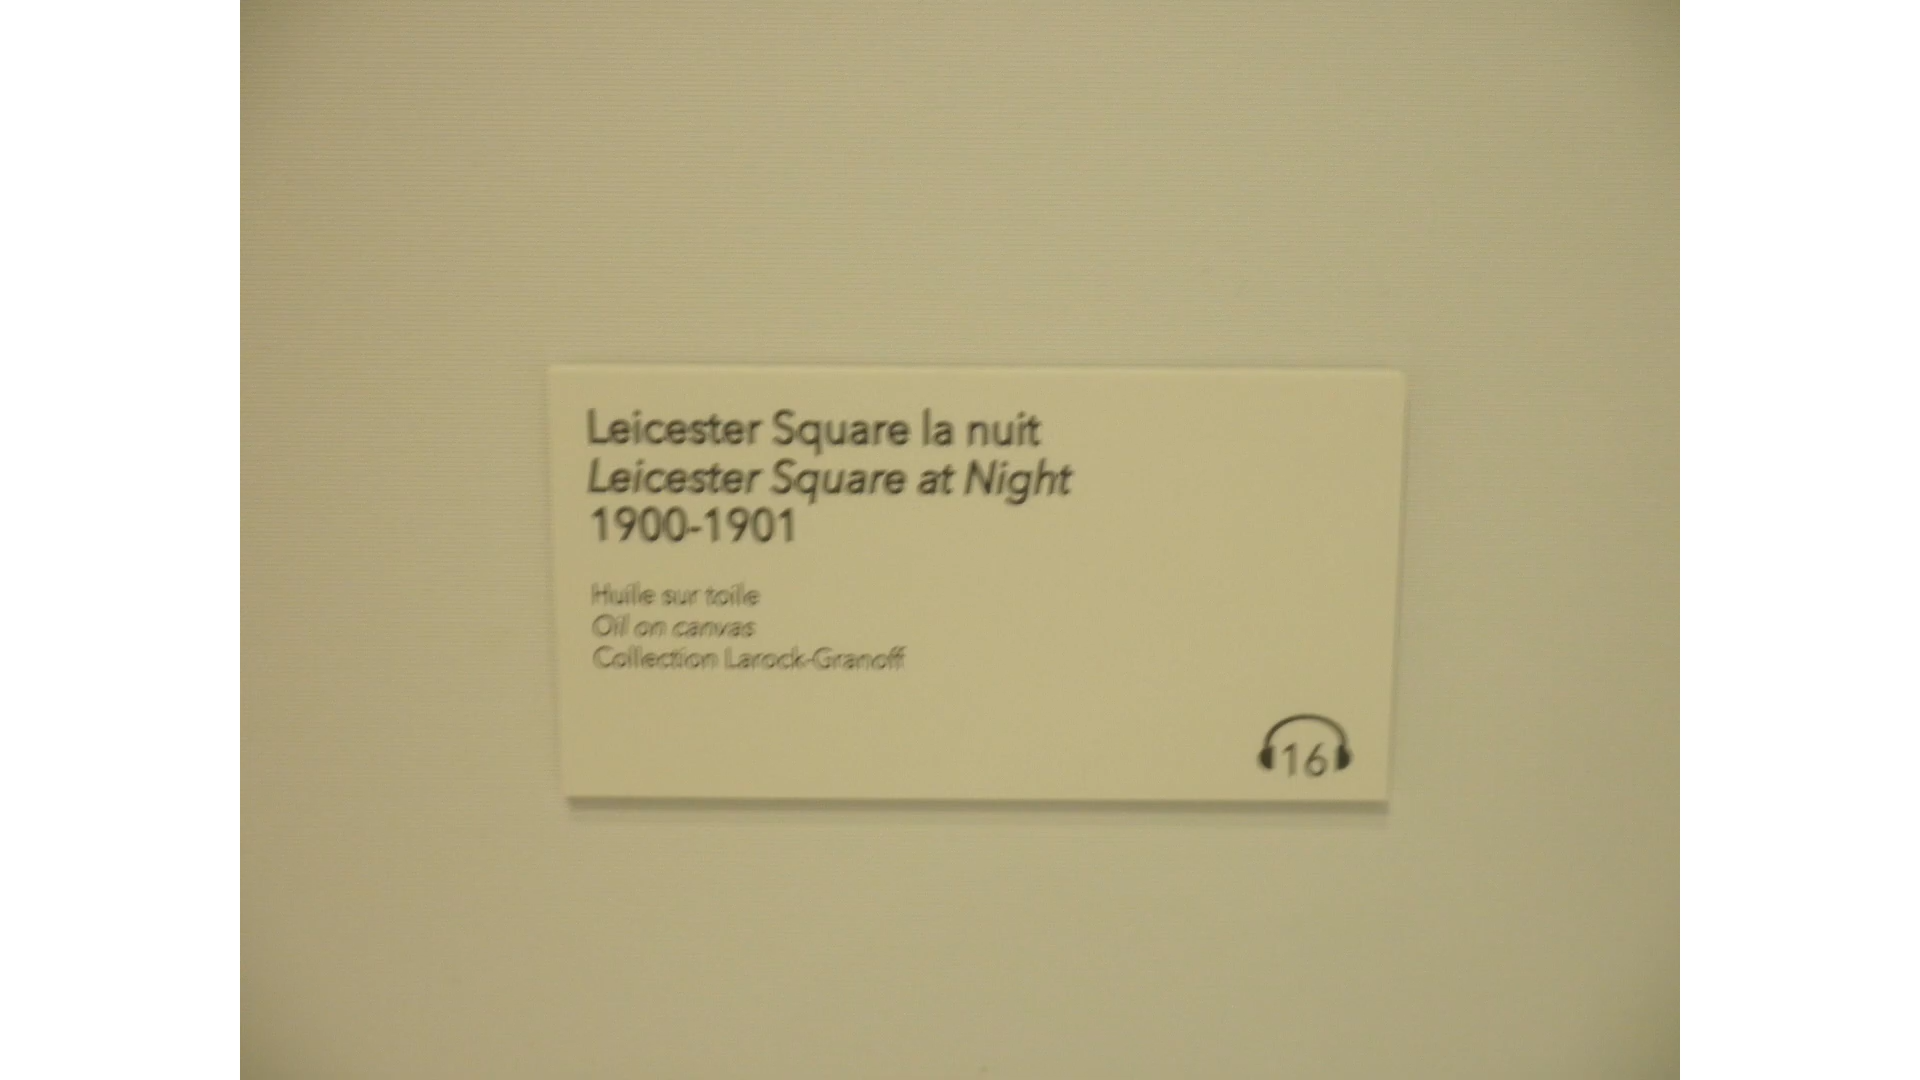 Leicester Square la nuit
Leicester Square at Night
1900-1901
Huile sur toile
Oil on canvas
Collection Larock-Granoff
16